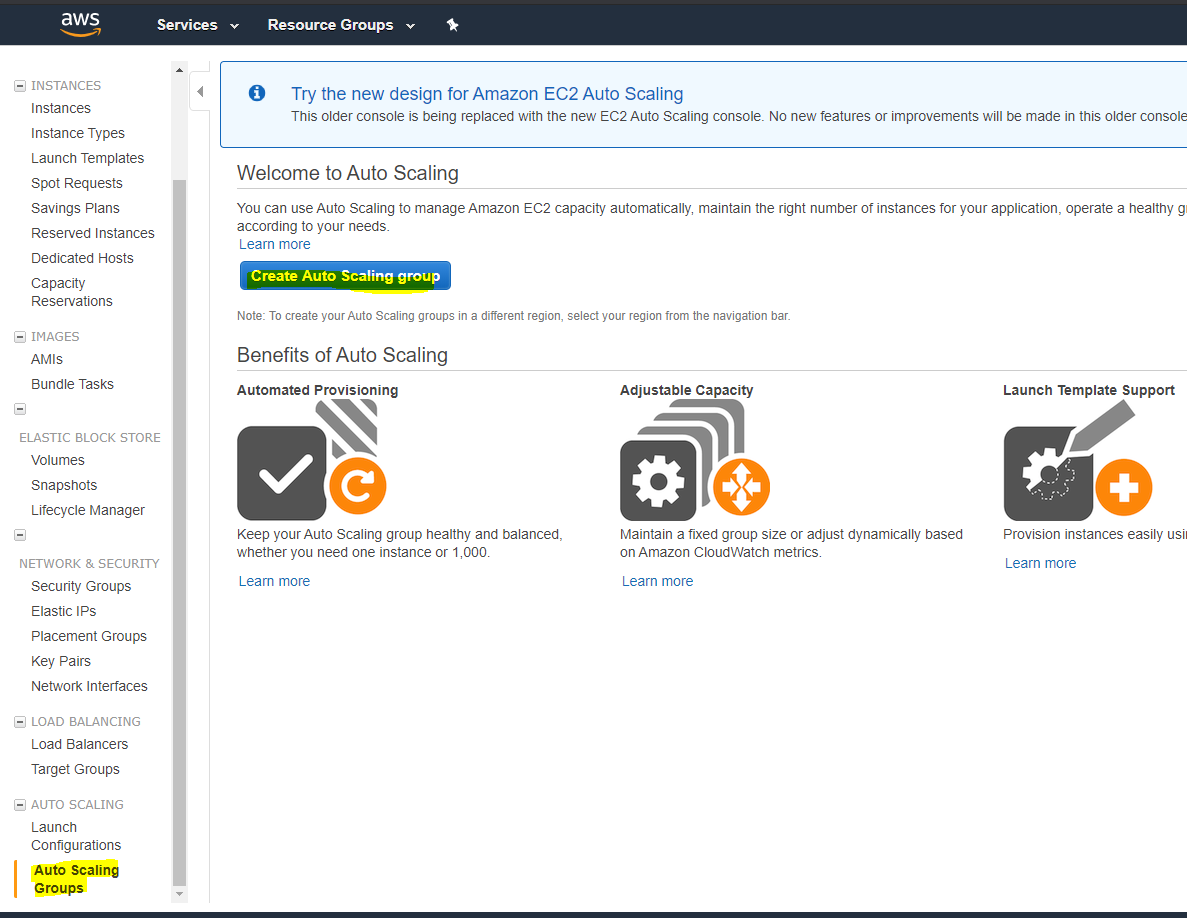 aws
Services
Resource Groups
INSTANCES
Instances
Instance Types
Launch Templates
Spot Requests
Savings Plans
Reserved Instances
Dedicated Hosts
Capacity
Reservations
IMAGES
AMIs
Bundle Tasks
ELASTIC BLOCK STORE
Volumes
Snapshots
Lifecycle Manager
NETWORK & SECURITY
Security Groups
Elastic IPs
Placement Groups
Key Pairs
Network Interfaces
LOAD BALANCING
Load Balancers
Target Groups
AUTO SCALING
Launch
Configurations
Auto Scaling
Groups
Try the new design for Amazon EC2 Auto Scaling
This older console is being replaced with the new EC2 Auto Scaling console. No new features or improvements will be made in this older console
Welcome to Auto Scaling
You can use Auto Scaling to manage Amazon EC2 capacity automatically, maintain the right number of instances for your application, operate a healthy
according to your needs.
Learn more
Create Auto Scaling group
Note: To create your Auto Scaling groups in a different region, select your region from the navigation bar.
Benefits of Auto Scaling
Automated Provisioning
Keep your Auto Scaling group healthy and balanced,
whether you need one instance or 1,000.
Learn more
Adjustable Capacity
Maintain a fixed group size or adjust dynamically based
on Amazon CloudWatch metrics.
Learn more
Launch Template Support
Provision instances easily
Learn more